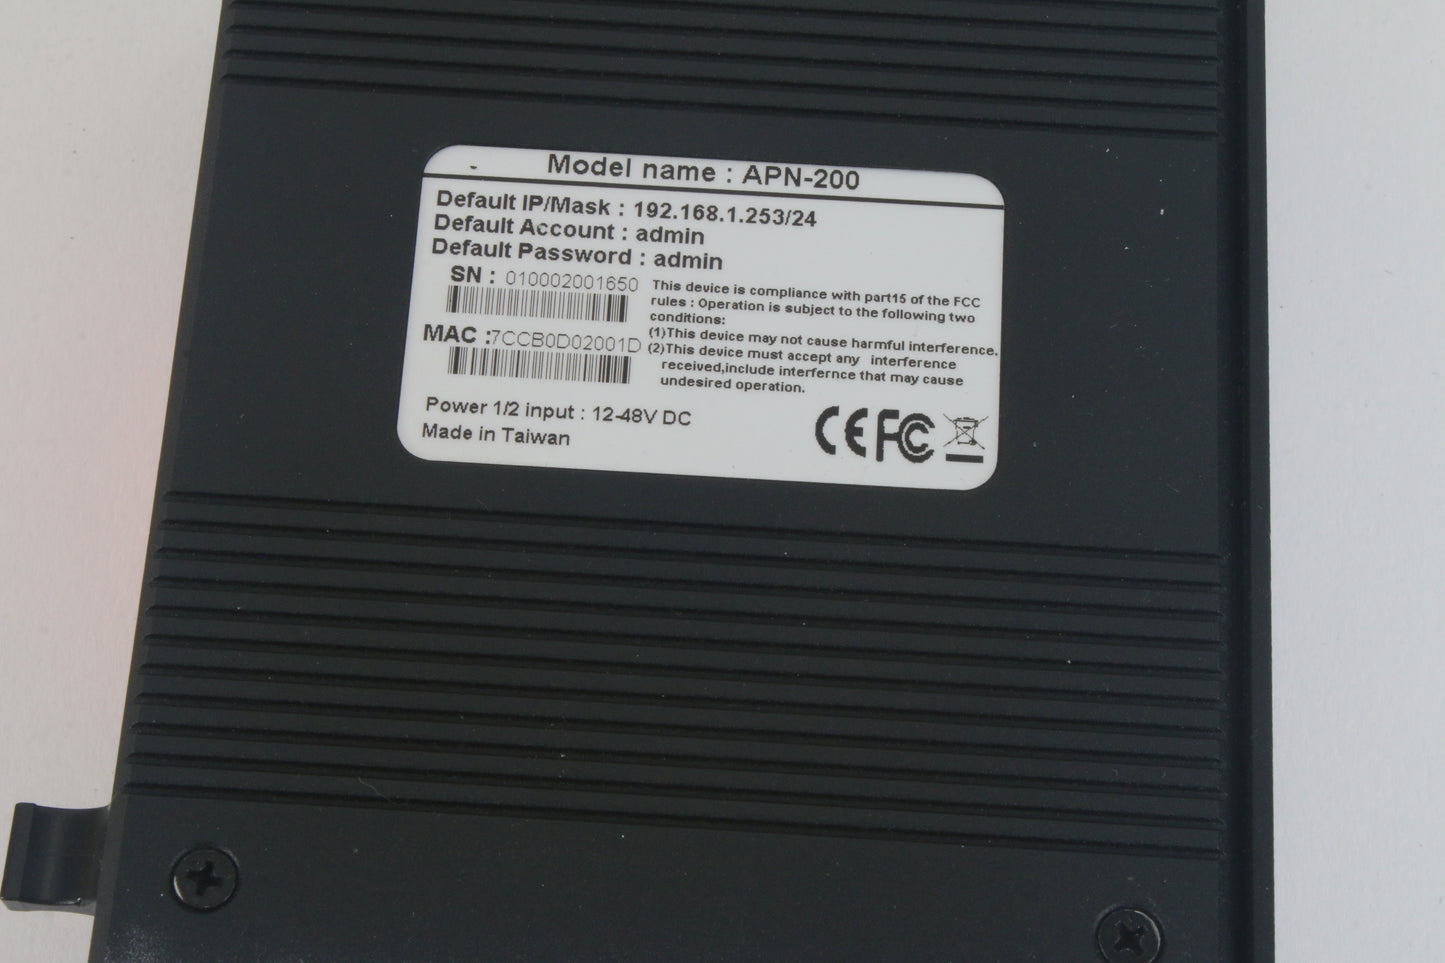 Model name : APN-200
Default IP/Mask : 192.168.1.253/24
Default Account : admin
Default Password : admin
SN : 010002001650
MAC :7CCB0D02001D
This device is compliance with part15 of the FCC
rules : Operation is subject to the following two
conditions:
(1)This device may not cause harmful interference.
(2)This device must accept any interference
received,include interfernce that may cause
undesired operation.
Power 1/2 input : 12-48V DC
Made in Taiwan
CE FC